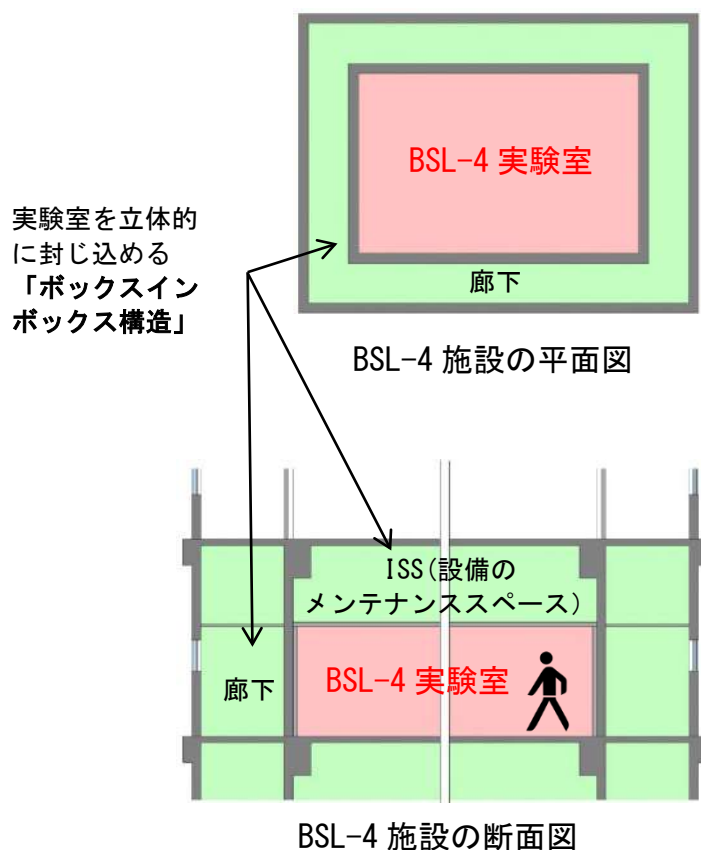 BSL-4 実験室
廊下
BSL-4 施設の平面図
実験室を立体的
に封じ込める
「ボックスイン
ボックス構造」
ISS(設備の
メンテナンススペース)
廊下
BSL-4 実験室
BSL-4 施設の断面図